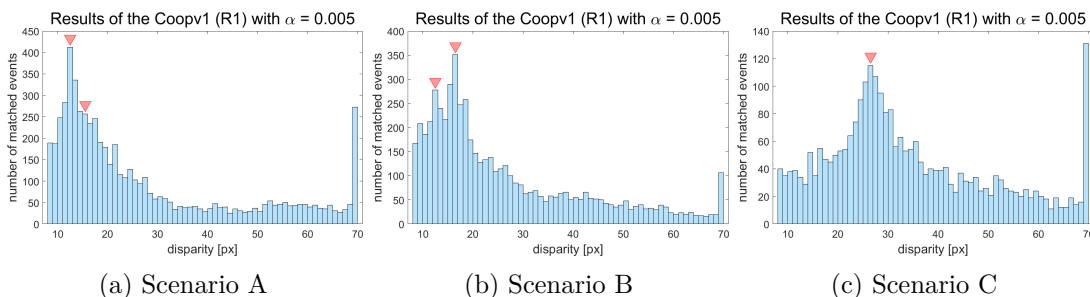 Results of the Coopv1 (R1) with α = 0.005
450
400
350
300
250
200
150
100
50
0
number of matched events
10 20 30 40 50 60 70
disparity [px]
(a) Scenario A
Results of the Coopv1 (R1) with α = 0.005
400
350
300
250
200
150
100
50
0
number of matched events
10 20 30 40 50 60 70
disparity [px]
(b) Scenario B
Results of the Coopv1 (R1) with α = 0.005
140
120
100
80
60
40
20
0
number of matched events
10 20 30 40 50 60 70
disparity [px]
(c) Scenario C